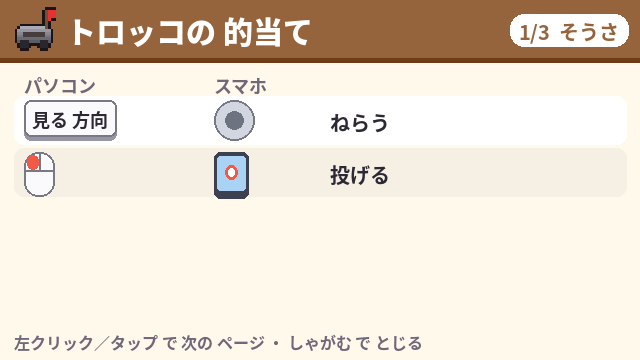 トロッコの 的当て
1/3 そうさ
パソコン スマホ
見る 方向 ねらう
投げる
左クリック／タップ で 次の ページ ・ しゃがむ で とじる